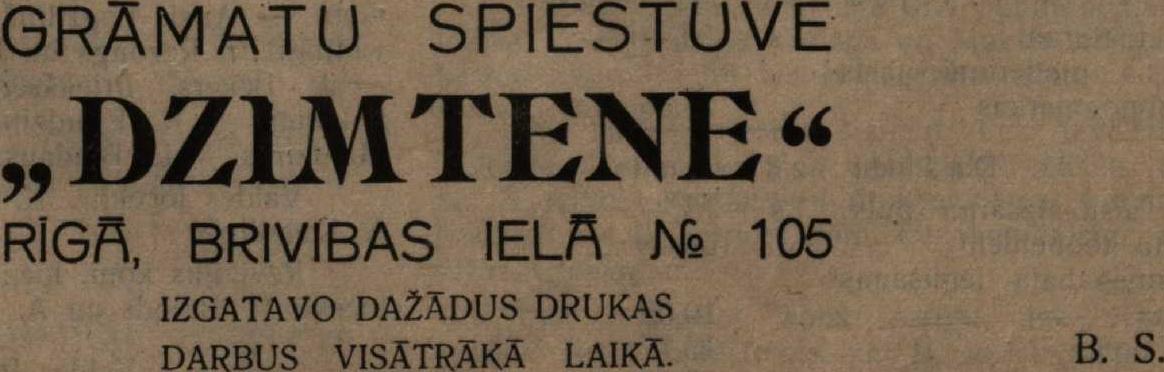 GRĀMATU SPIESTUVE
„DZIMTENE“
RĪGĀ, BRIVIBAS IELĀ № 105
IZGATAVO DAŽĀDUS DRUKAS
DARBUS VISĀTRĀKĀ LAIKĀ.
B. S.